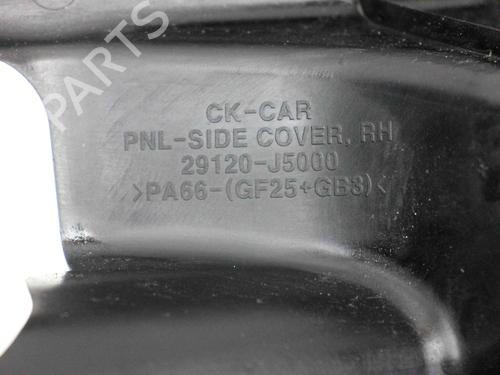 PARTS
CK-CAR
PNL-SIDE COVER, RH
29120-J5000
>PA66-(GF25+GB3)<